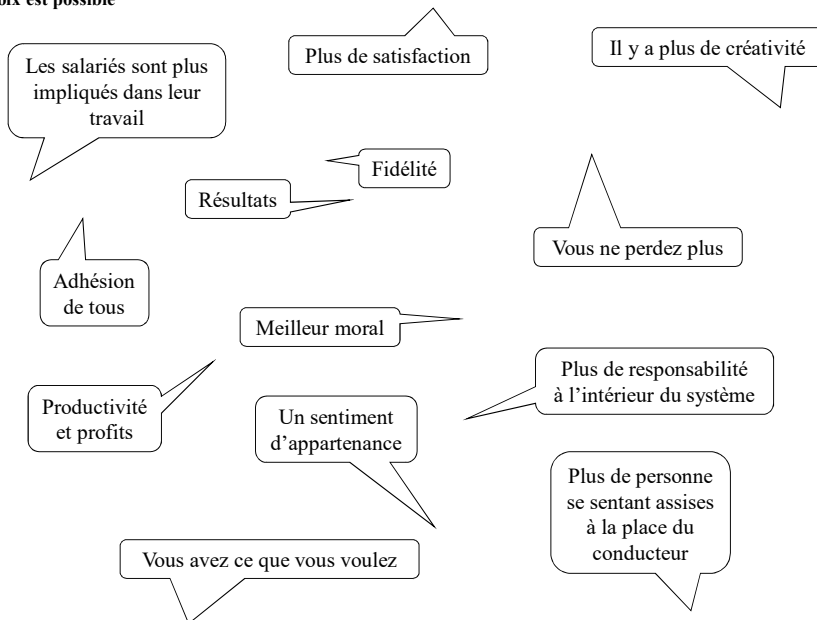 oix est possible
Plus de satisfaction
Il y a plus de créativité
Les salariés sont plus
impliqués dans leur
travail
Fidélité
Résultats
Vous ne perdez plus
Adhésion
de tous
Meilleur moral
Plus de responsabilité
à l’intérieur du système
Productivité
et profits
Un sentiment
d’appartenance
Plus de personne
se sentant assises
à la place du
conducteur
Vous avez ce que vous voulez